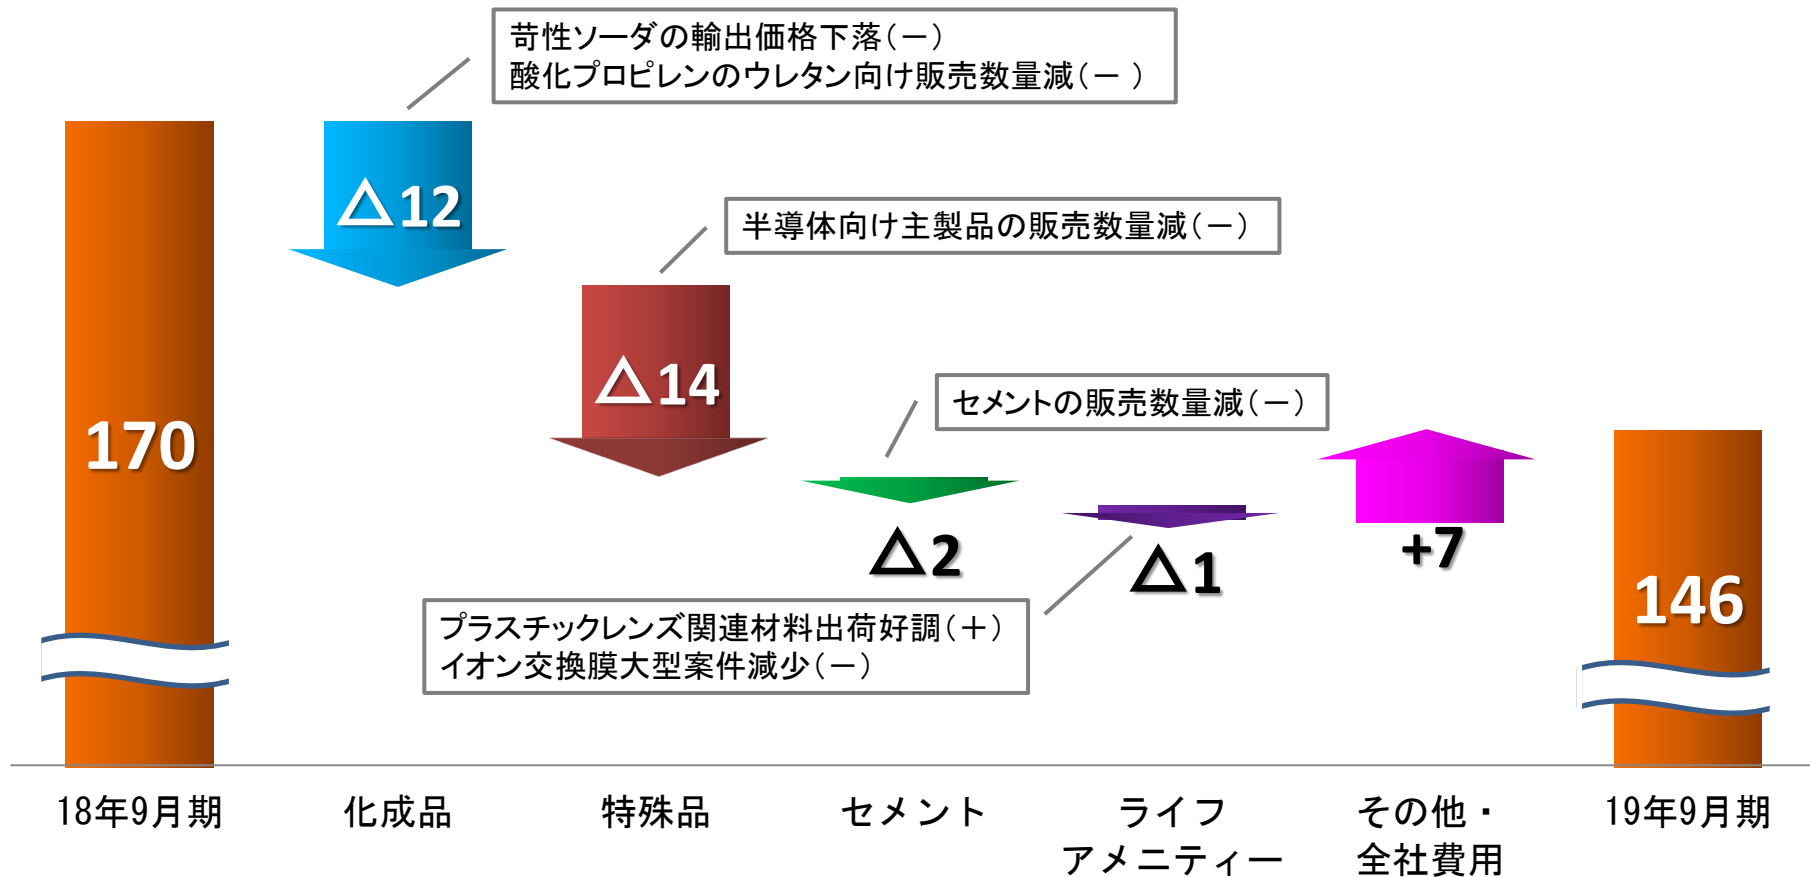 苛性ソーダの輸出価格下落(－)
酸化プロピレンのウレタン向け販売数量減(－ )
△12
半導体向け主製品の販売数量減(－)
△14
セメントの販売数量減(－)
170
△2
△1
+7
146
プラスチックレンズ関連材料出荷好調(＋)
イオン交換膜大型案件減少(－)
18年9月期
化成品
特殊品
セメント
ライフ
アメニティー
その他・
全社費用
19年9月期